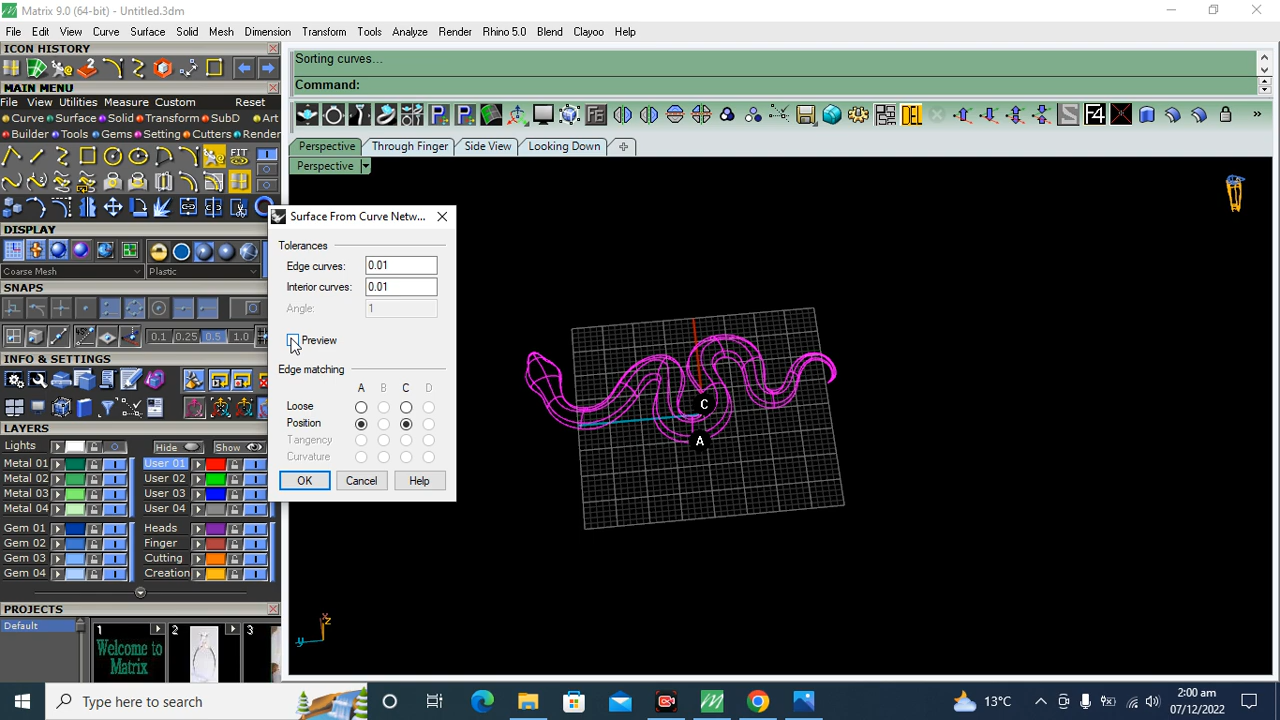 Matrix 9.0 (64-bit) - Untitled.3dm
File Edit View Curve Surface Solid Mesh Dimension Transform Tools Analyze Render Rhino 5.0 Blend Clayoo Help
ICON HISTORY
Sorting curves...
Command:
MAIN MENU
File View Utilities Measure Custom Reset
Curve Surface Solid Transform SubD Art
Builder Tools Gems Setting Cutters Render
FIT
F4
DEL
Perspective Through Finger Side View Looking Down
Perspective
DISPLAY
Coarse Mesh Plastic
SNAPS
0.1 0.25 0.5 1.0
INFO & SETTINGS
LAYERS
Lights Hide Show
Metal 01 User 01
Metal 02 User 02
Metal 03 User 03
Metal 04 User 04
Gem 01 Heads
Gem 02 Finger
Gem 03 Cutting
Gem 04 Creation
PROJECTS
Default
1 2 3
Welcome to
Matrix
Surface From Curve Netw...
Tolerances
Edge curves: 0.01
Interior curves: 0.01
Angle: 1
Preview
Edge matching
A B C D
Loose
Position
Tangency
Curvature
OK Cancel Help
C
A
z
y
Type here to search
13°C
2:00 am
07/12/2022